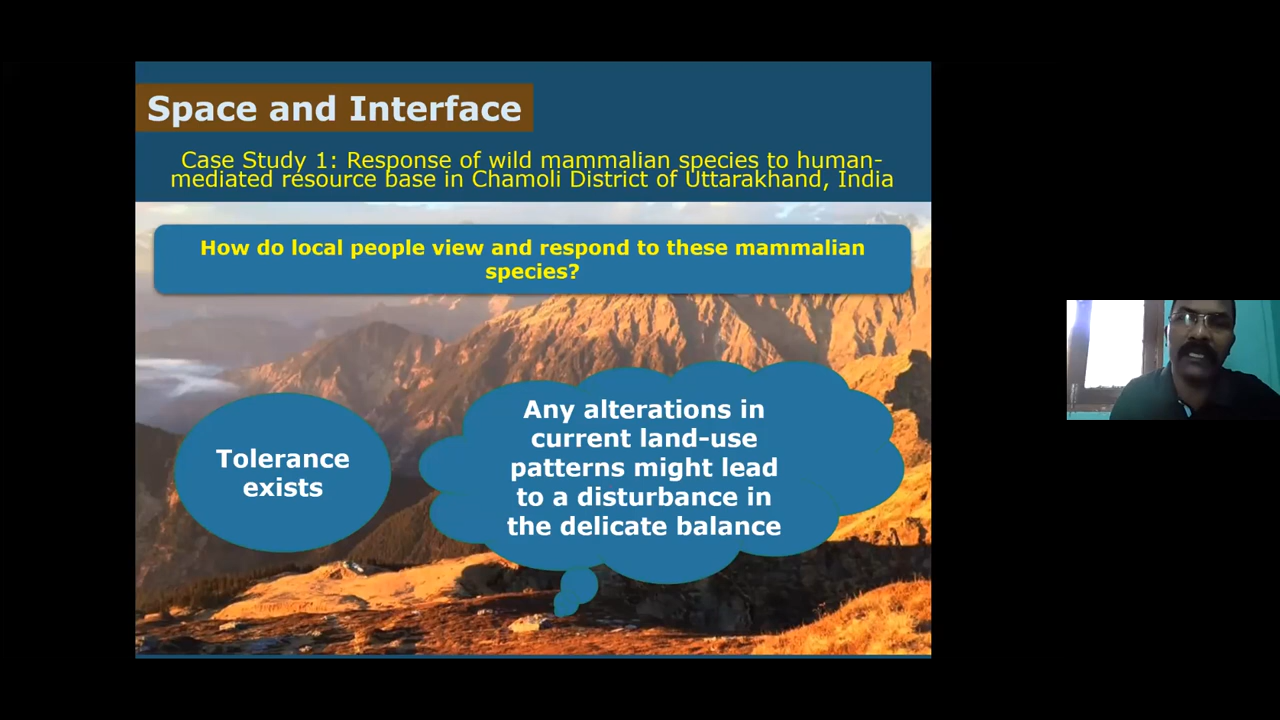 Space and Interface
Case Study 1: Response of wild mammalian species to human-
mediated resource base in Chamoli District of Uttarakhand, India
How do local people view and respond to these mammalian
species?
Tolerance
exists
Any alterations in
current land-use
patterns might lead
to a disturbance in
the delicate balance